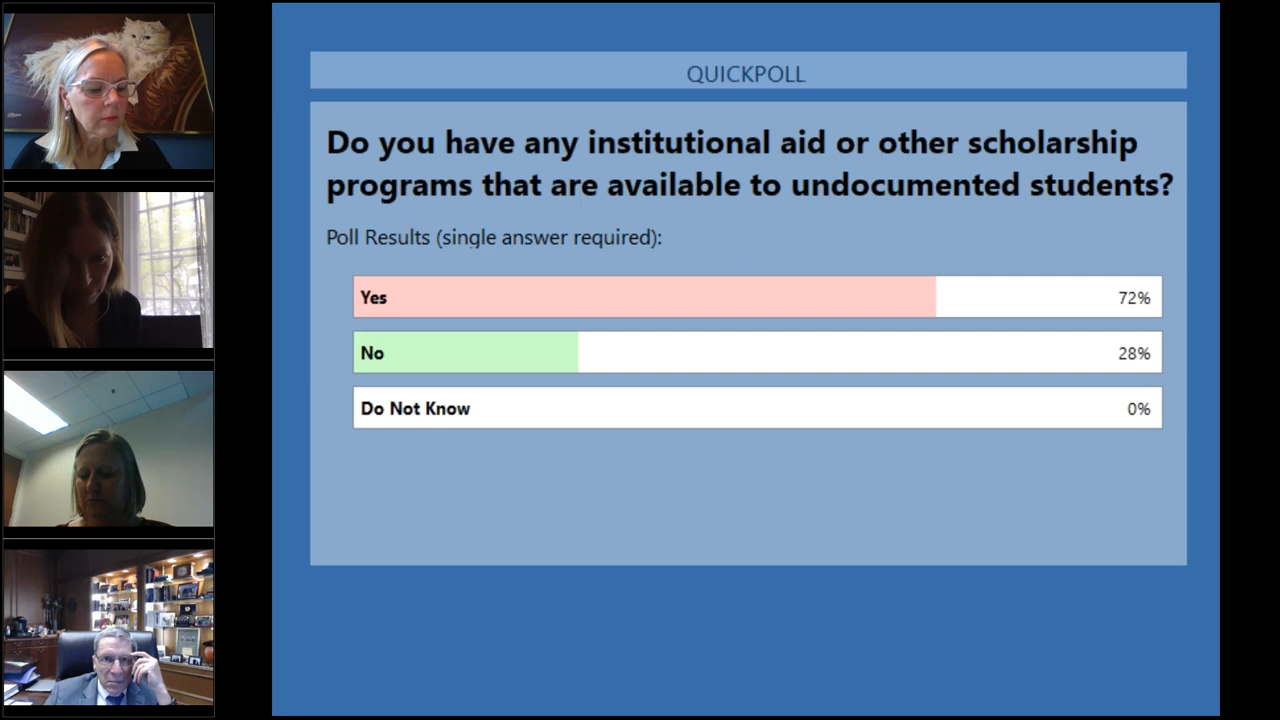 QUICKPOLL
Do you have any institutional aid or other scholarship
programs that are available to undocumented students?
Poll Results (single answer required):
Yes 72%
No 28%
Do Not Know 0%